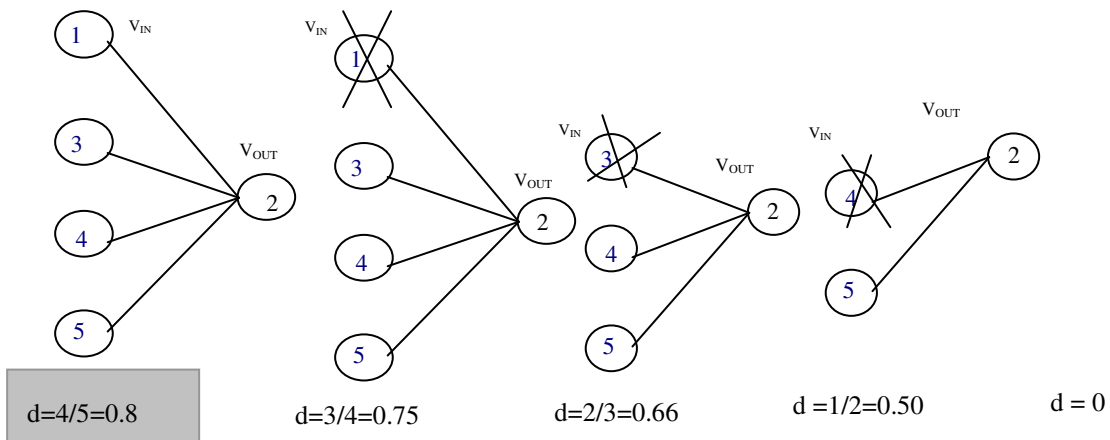 1
V_IN
3
4
5
V_OUT
2
d=4/5=0.8
V_IN
1
3
4
5
V_OUT
2
d=3/4=0.75
V_IN
3
4
5
V_OUT
2
d=2/3=0.66
V_IN
4
5
V_OUT
2
d =1/2=0.50
d = 0